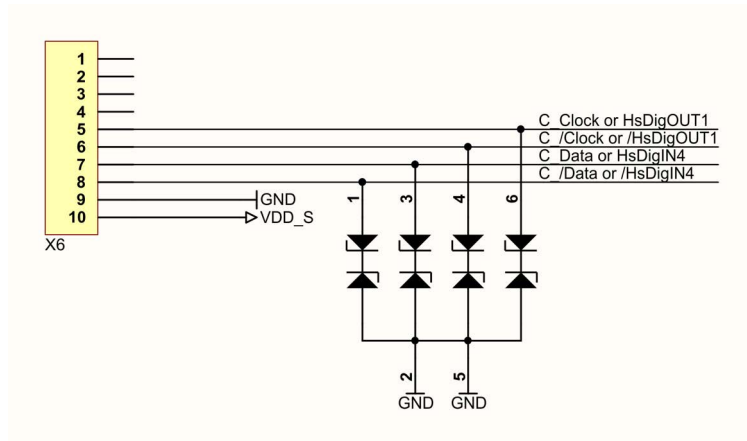 1
2
3
4
5 C_Clock or HsDigOUT1
6 C_/Clock or /HsDigOUT1
7 C_Data or HsDigIN4
8 C_/Data or /HsDigIN4
9 GND
10 VDD_S
X6
1 3 4 6
2 5
GND GND